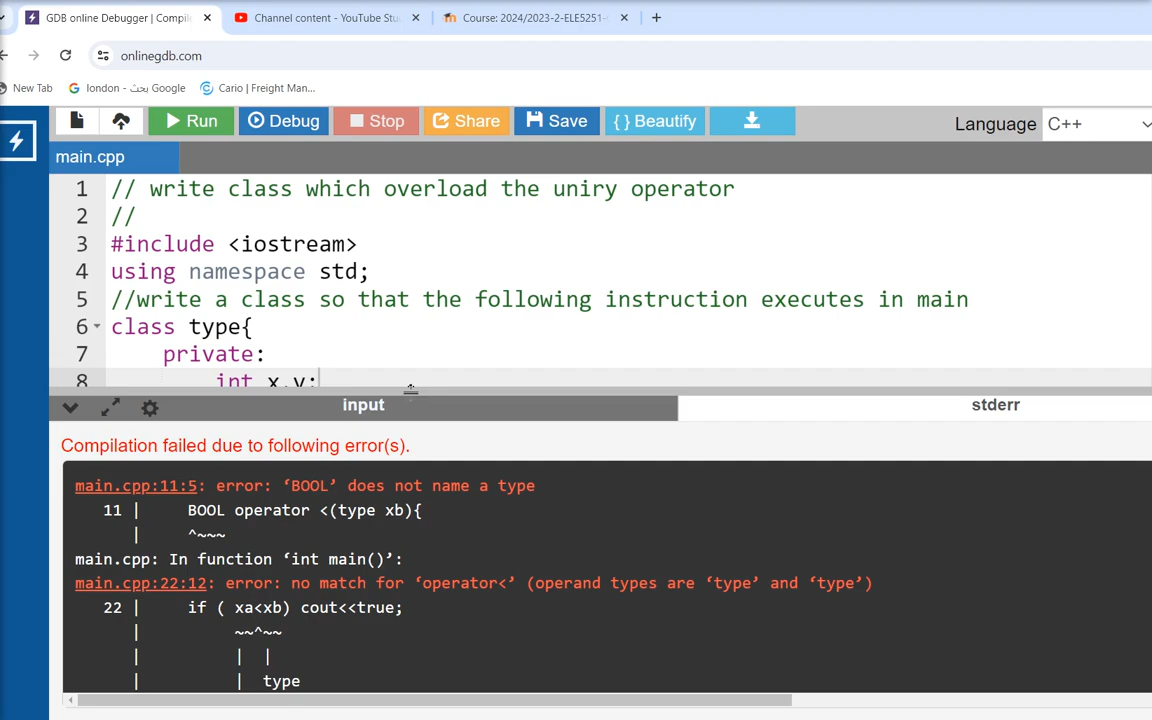 GDB online Debugger | Compile
Channel content - YouTube Stu
Course: 2024/2023-2-ELE5251-
onlinegdb.com
New Tab
london - بحث Google
Cario | Freight Man...
Run
Debug
Stop
Share
Save
{ } Beautify
Language C++
main.cpp
1 // write class which overload the uniry operator
2 //
3 #include <iostream>
4 using namespace std;
5 //write a class so that the following instruction executes in main
6 class type{
7 private:
8 int x,y;
input
stderr
Compilation failed due to following error(s).
main.cpp:11:5: error: ‘BOOL’ does not name a type
11 | BOOL operator <(type xb){
| ^~~~
main.cpp: In function ‘int main()’:
main.cpp:22:12: error: no match for ‘operator<’ (operand types are ‘type’ and ‘type’)
22 | if ( xa<xb) cout<<true;
| ~~^~~
| | |
| | type